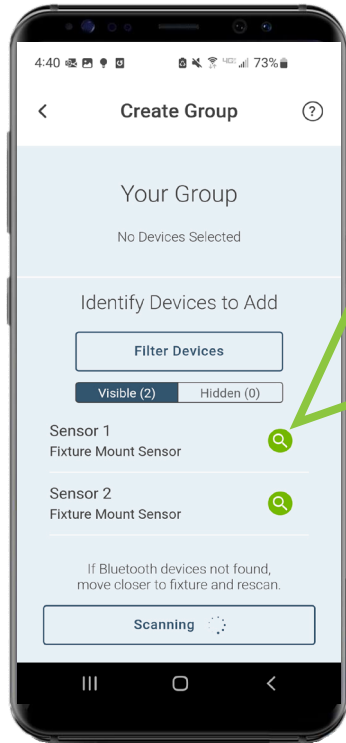 4:40 73%
Create Group ?
Your Group
No Devices Selected
Identify Devices to Add
Filter Devices
Visible (2) Hidden (0)
Sensor 1
Fixture Mount Sensor
Sensor 2
Fixture Mount Sensor
If Bluetooth devices not found,
move closer to fixture and rescan.
Scanning